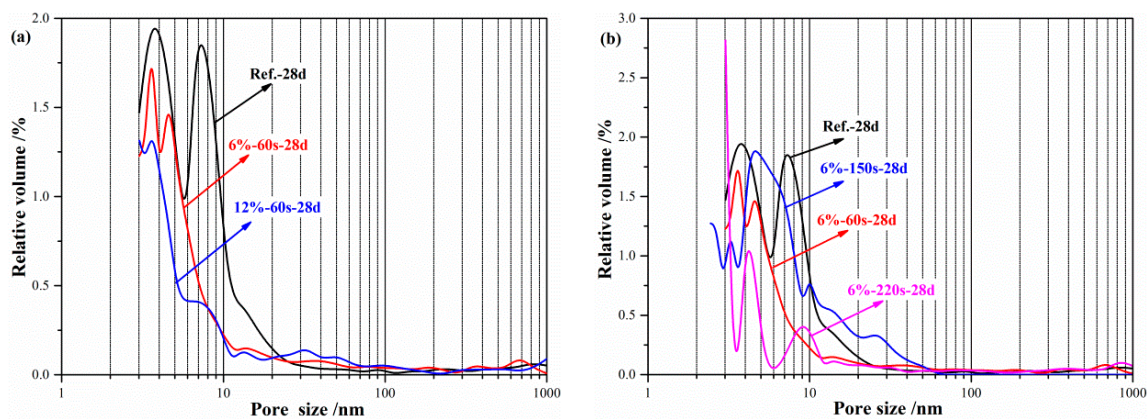 (a)
Relative volume /%
2.0
1.5
1.0
0.5
0.0
Ref.-28d
6%-60s-28d
12%-60s-28d
1 10 100 1000
Pore size /nm
(b)
Relative volume /%
3.0
2.5
2.0
1.5
1.0
0.5
0.0
Ref.-28d
6%-150s-28d
6%-60s-28d
6%-220s-28d
1 10 100 1000
Pore size /nm